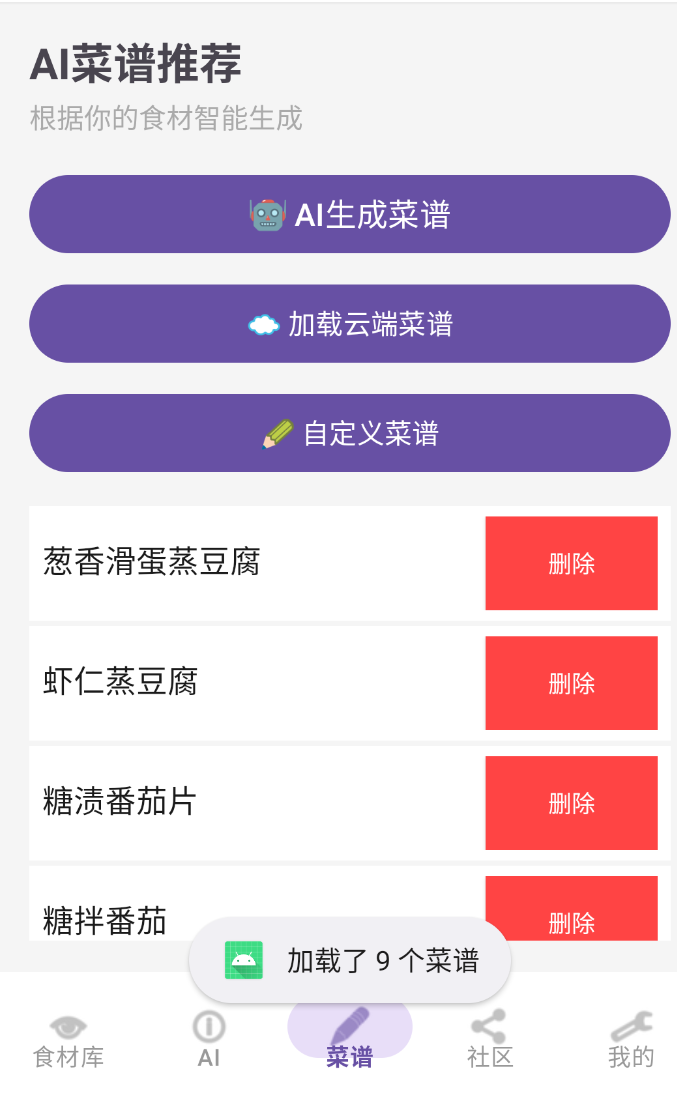 AI菜谱推荐
根据你的食材智能生成
AI生成菜谱
加载云端菜谱
自定义菜谱
葱香滑蛋蒸豆腐
删除
虾仁蒸豆腐
删除
糖渍番茄片
删除
糖拌番茄
删除
加载了 9 个菜谱
食材库
AI
菜谱
社区
我的